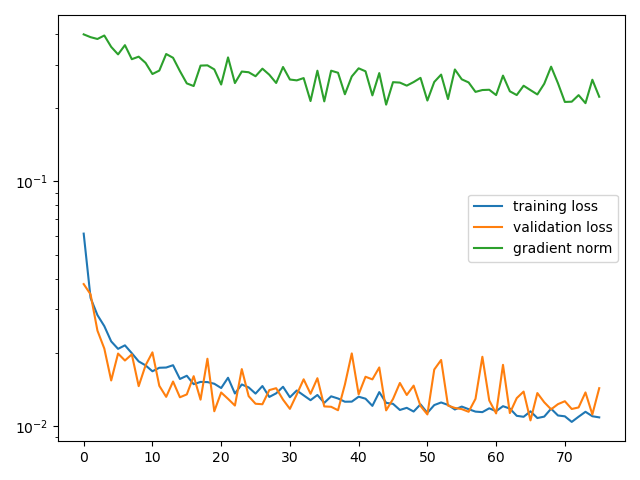 10⁻¹
10⁻²
training loss
validation loss
gradient norm
0 10 20 30 40 50 60 70